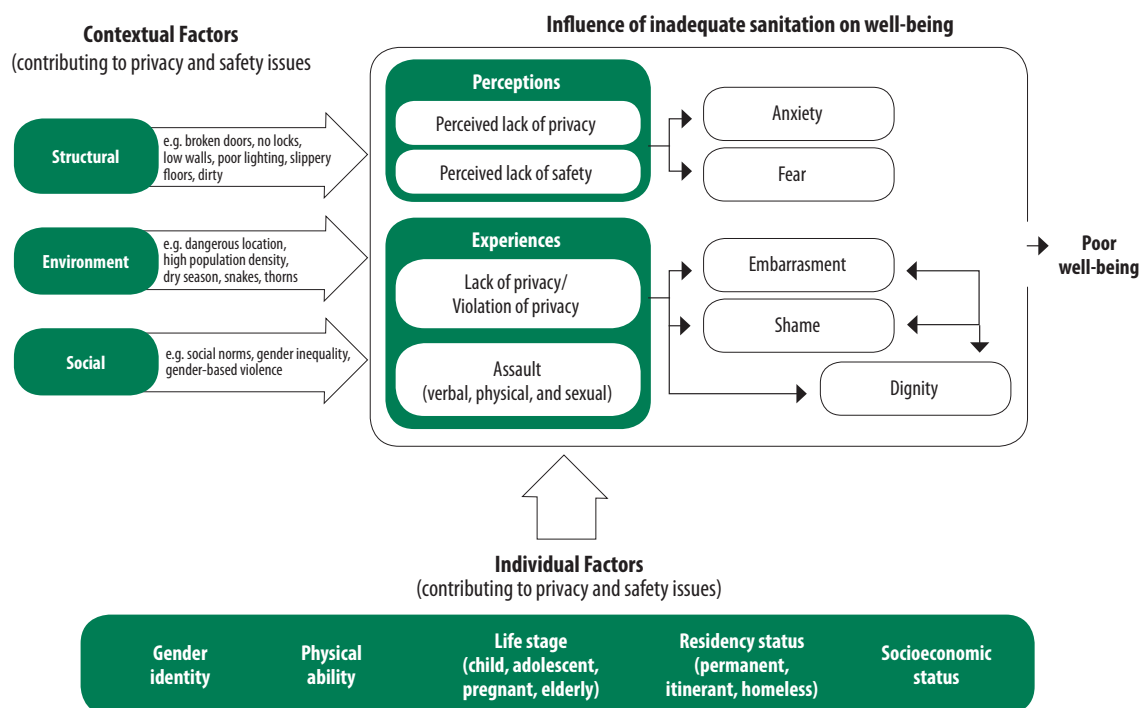 Contextual Factors
(contributing to privacy and safety issues
Structural
e.g. broken doors, no locks,
low walls, poor lighting, slippery
floors, dirty
Environment
e.g. dangerous location,
high population density,
dry season, snakes, thorns
Social
e.g. social norms, gender inequality,
gender-based violence
Influence of inadequate sanitation on well-being
Perceptions
Perceived lack of privacy
Perceived lack of safety
Anxiety
Fear
Experiences
Lack of privacy/
Violation of privacy
Assault
(verbal, physical, and sexual)
Embarrasment
Shame
Dignity
Poor
well-being
Individual Factors
(contributing to privacy and safety issues)
Gender
identity
Physical
ability
Life stage
(child, adolescent,
pregnant, elderly)
Residency status
(permanent,
itinerant, homeless)
Socioeconomic
status